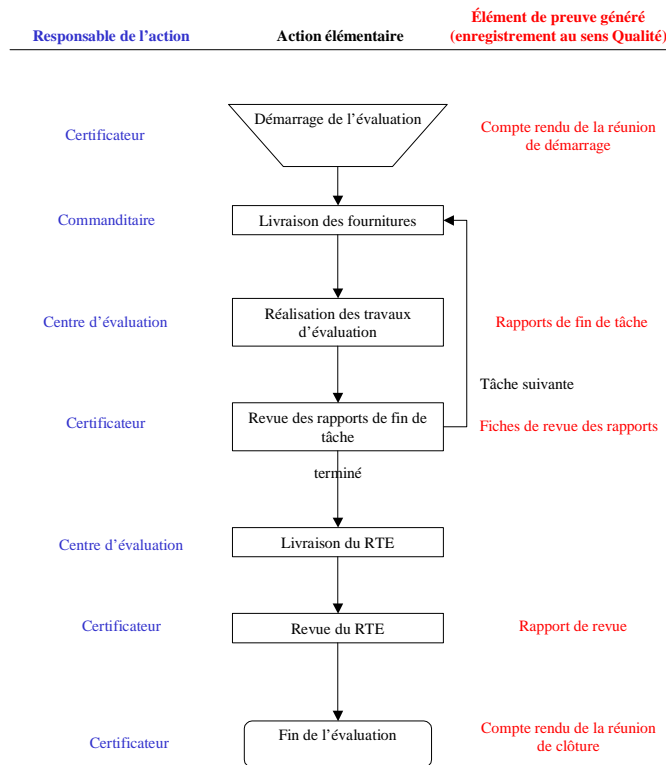 Responsable de l'action
Action élémentaire
Élément de preuve généré
(enregistrement au sens Qualité)
Certificateur
Démarrage de l'évaluation
Compte rendu de la réunion
de démarrage
Commanditaire
Livraison des fournitures
Centre d'évaluation
Réalisation des travaux
d'évaluation
Rapports de fin de tâche
Tâche suivante
Certificateur
Revue des rapports de fin de
tâche
Fiches de revue des rapports
terminé
Centre d'évaluation
Livraison du RTE
Certificateur
Revue du RTE
Rapport de revue
Certificateur
Fin de l'évaluation
Compte rendu de la réunion
de clôture